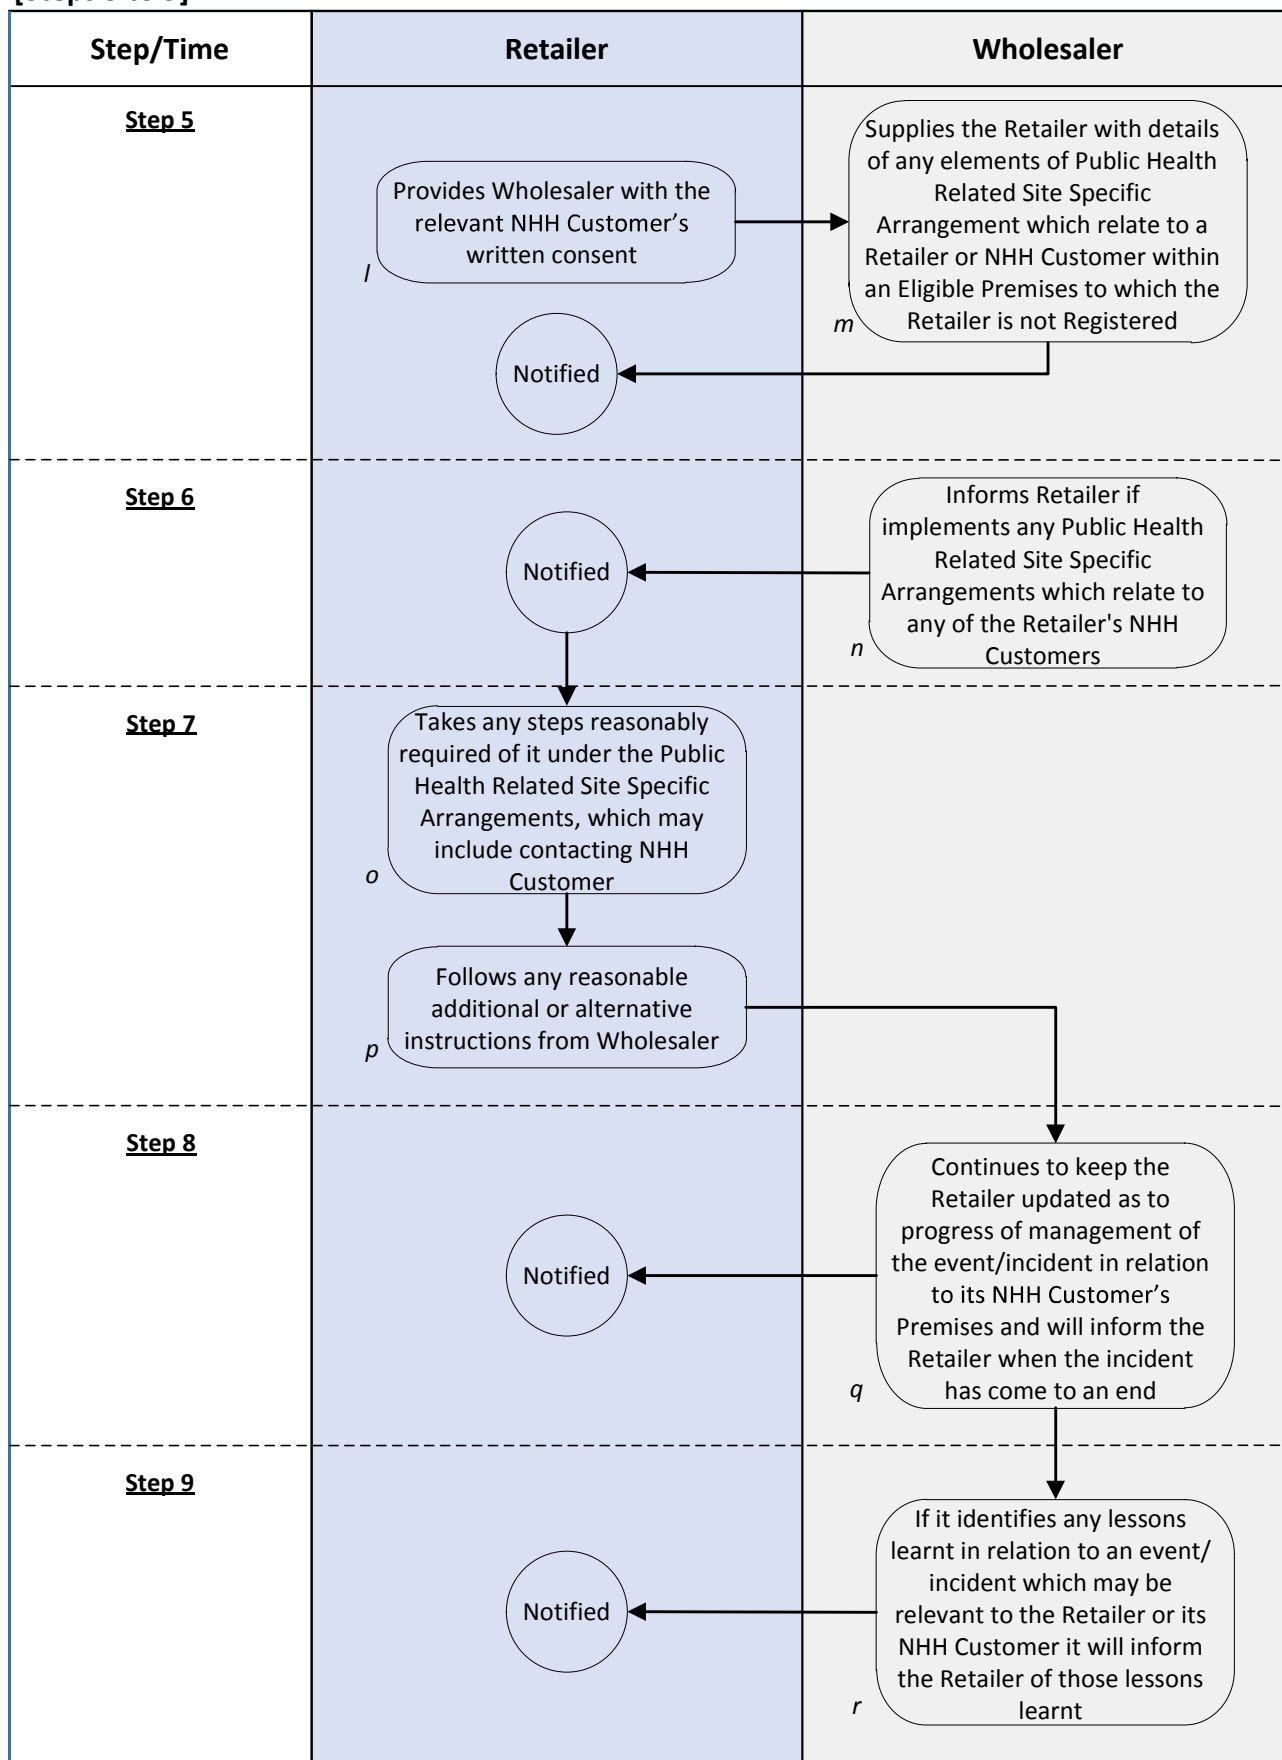 Step/Time
Retailer
Wholesaler
Step 5
Provides Wholesaler with the
relevant NHH Customer’s
written consent
l
Supplies the Retailer with details
of any elements of Public Health
Related Site Specific
Arrangement which relate to a
Retailer or NHH Customer within
an Eligible Premises to which the
Retailer is not Registered
m
Notified
Step 6
Informs Retailer if
implements any Public Health
Related Site Specific
Arrangements which relate to
any of the Retailer's NHH
Customers
n
Notified
Step 7
Takes any steps reasonably
required of it under the Public
Health Related Site Specific
Arrangements, which may
include contacting NHH
Customer
o
Follows any reasonable
additional or alternative
instructions from Wholesaler
p
Step 8
Continues to keep the
Retailer updated as to
progress of management of
the event/incident in relation
to its NHH Customer’s
Premises and will inform the
Retailer when the incident
has come to an end
q
Notified
Step 9
If it identifies any lessons
learnt in relation to an event/
incident which may be
relevant to the Retailer or its
NHH Customer it will inform
the Retailer of those lessons
learnt
r
Notified